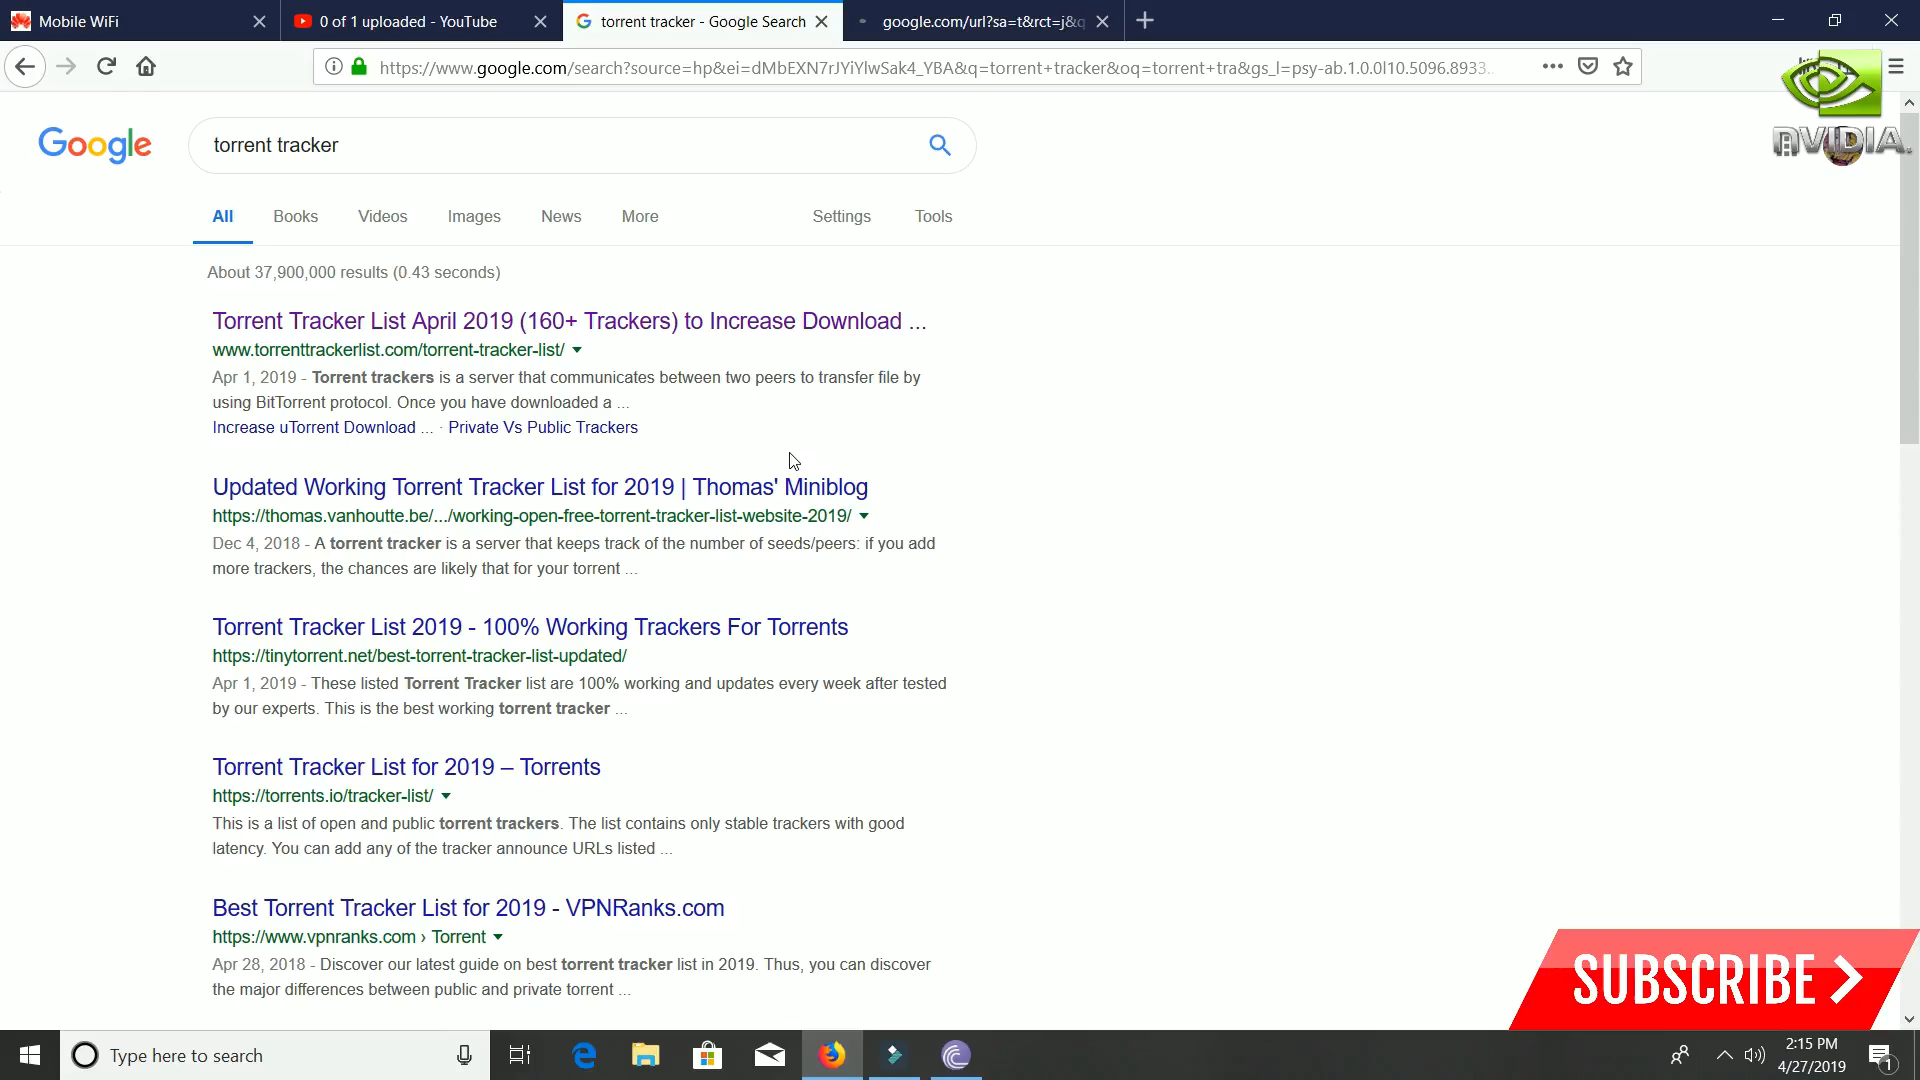 Mobile WiFi
0 of 1 uploaded - YouTube
torrent tracker - Google Search
google.com/url?sa=t&rct=j&q
https://www.google.com/search?source=hp&ei=dMbEXN7rJYiYlwSak4_YBA&q=torrent+tracker&oq=torrent+tra&gs_l=psy-ab.1.0.0l10.5096.8933..
NVIDIA.
Google
torrent tracker
All Books Videos Images News More Settings Tools
About 37,900,000 results (0.43 seconds)
Torrent Tracker List April 2019 (160+ Trackers) to Increase Download ...
www.torrenttrackerlist.com/torrent-tracker-list/
Apr 1, 2019 - Torrent trackers is a server that communicates between two peers to transfer file by
using BitTorrent protocol. Once you have downloaded a ...
Increase uTorrent Download ... · Private Vs Public Trackers
Updated Working Torrent Tracker List for 2019 | Thomas' Miniblog
https://thomas.vanhoutte.be/.../working-open-free-torrent-tracker-list-website-2019/
Dec 4, 2018 - A torrent tracker is a server that keeps track of the number of seeds/peers: if you add
more trackers, the chances are likely that for your torrent ...
Torrent Tracker List 2019 - 100% Working Trackers For Torrents
https://tinytorrent.net/best-torrent-tracker-list-updated/
Apr 1, 2019 - These listed Torrent Tracker list are 100% working and updates every week after tested
by our experts. This is the best working torrent tracker ...
Torrent Tracker List for 2019 – Torrents
https://torrents.io/tracker-list/
This is a list of open and public torrent trackers. The list contains only stable trackers with good
latency. You can add any of the tracker announce URLs listed ...
Best Torrent Tracker List for 2019 - VPNRanks.com
https://www.vpnranks.com › Torrent
Apr 28, 2018 - Discover our latest guide on best torrent tracker list in 2019. Thus, you can discover
the major differences between public and private torrent ...
SUBSCRIBE
Type here to search
2:15 PM
4/27/2019
1